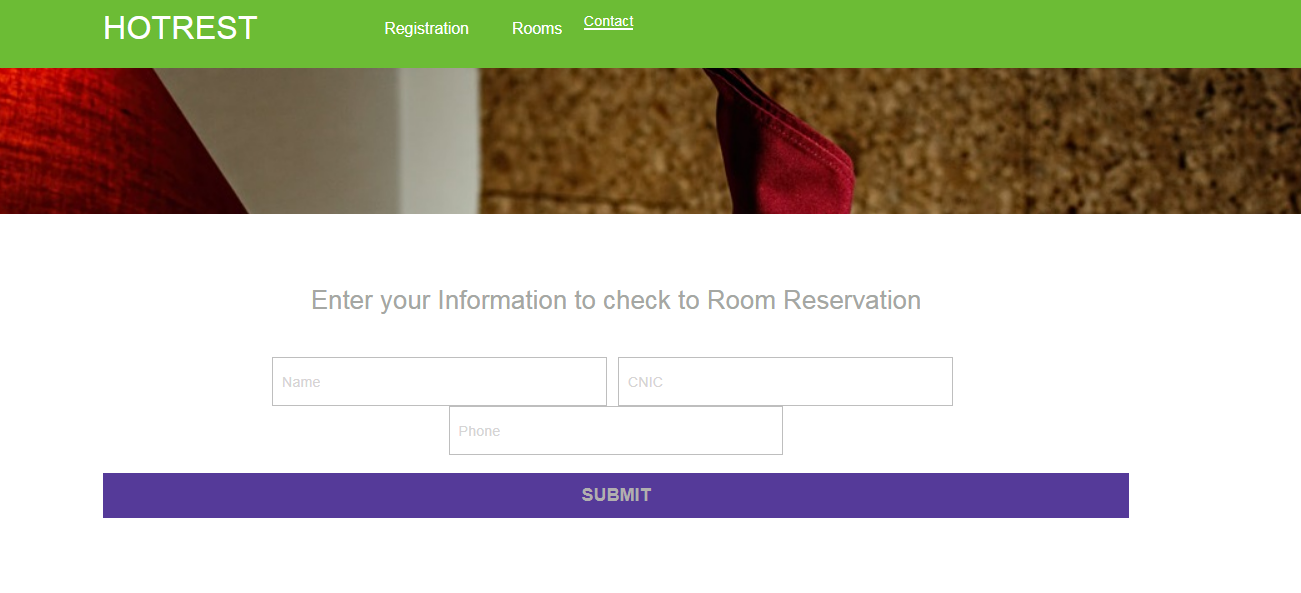 HOTREST Registration Rooms Contact
Enter your Information to check to Room Reservation
Name CNIC
Phone
SUBMIT